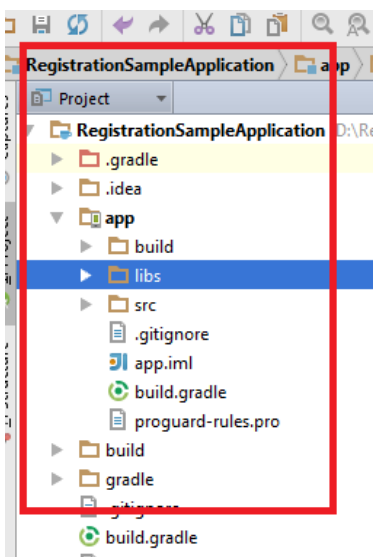 RegistrationSampleApplication app
Project
RegistrationSampleApplication D:\Re
.gradle
.idea
app
build
libs
src
.gitignore
app.iml
build.gradle
proguard-rules.pro
build
gradle
.gitignore
build.gradle